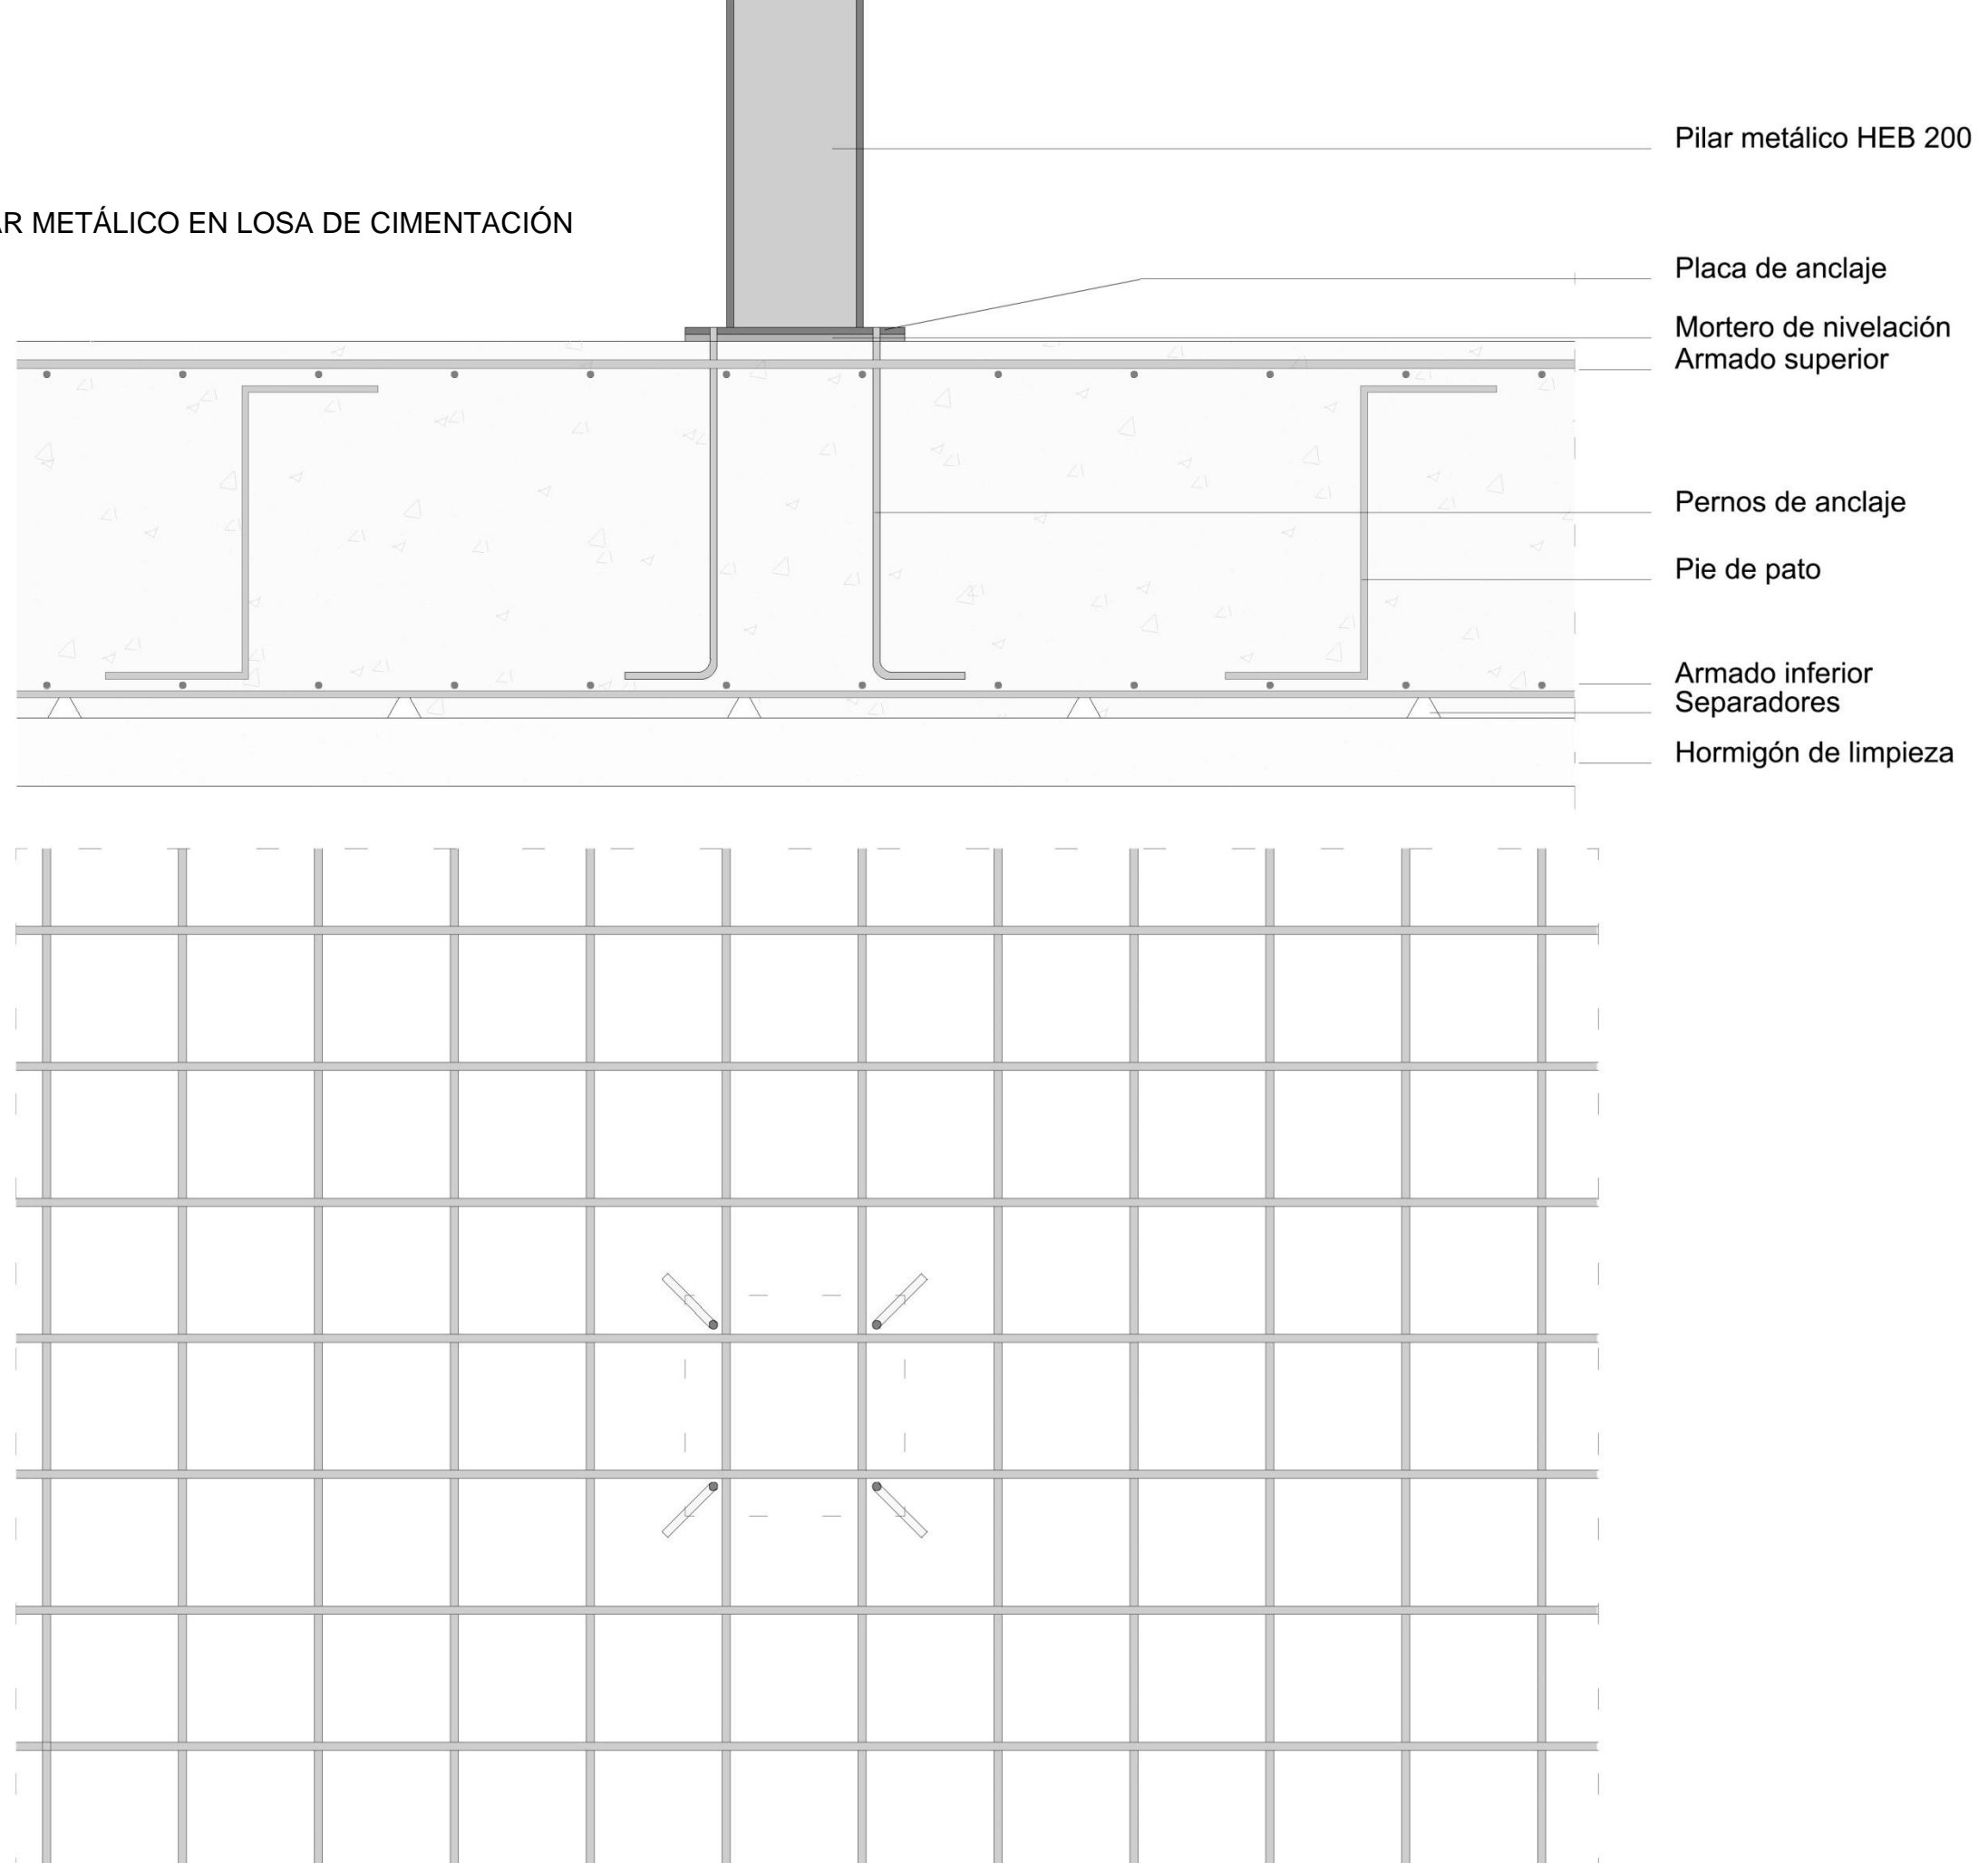 Pilar metálico HEB 200
AR METÁLICO EN LOSA DE CIMENTACIÓN
Placa de anclaje
Mortero de nivelación
Armado superior
Pernos de anclaje
Pie de pato
Armado inferior
Separadores
Hormigón de limpieza